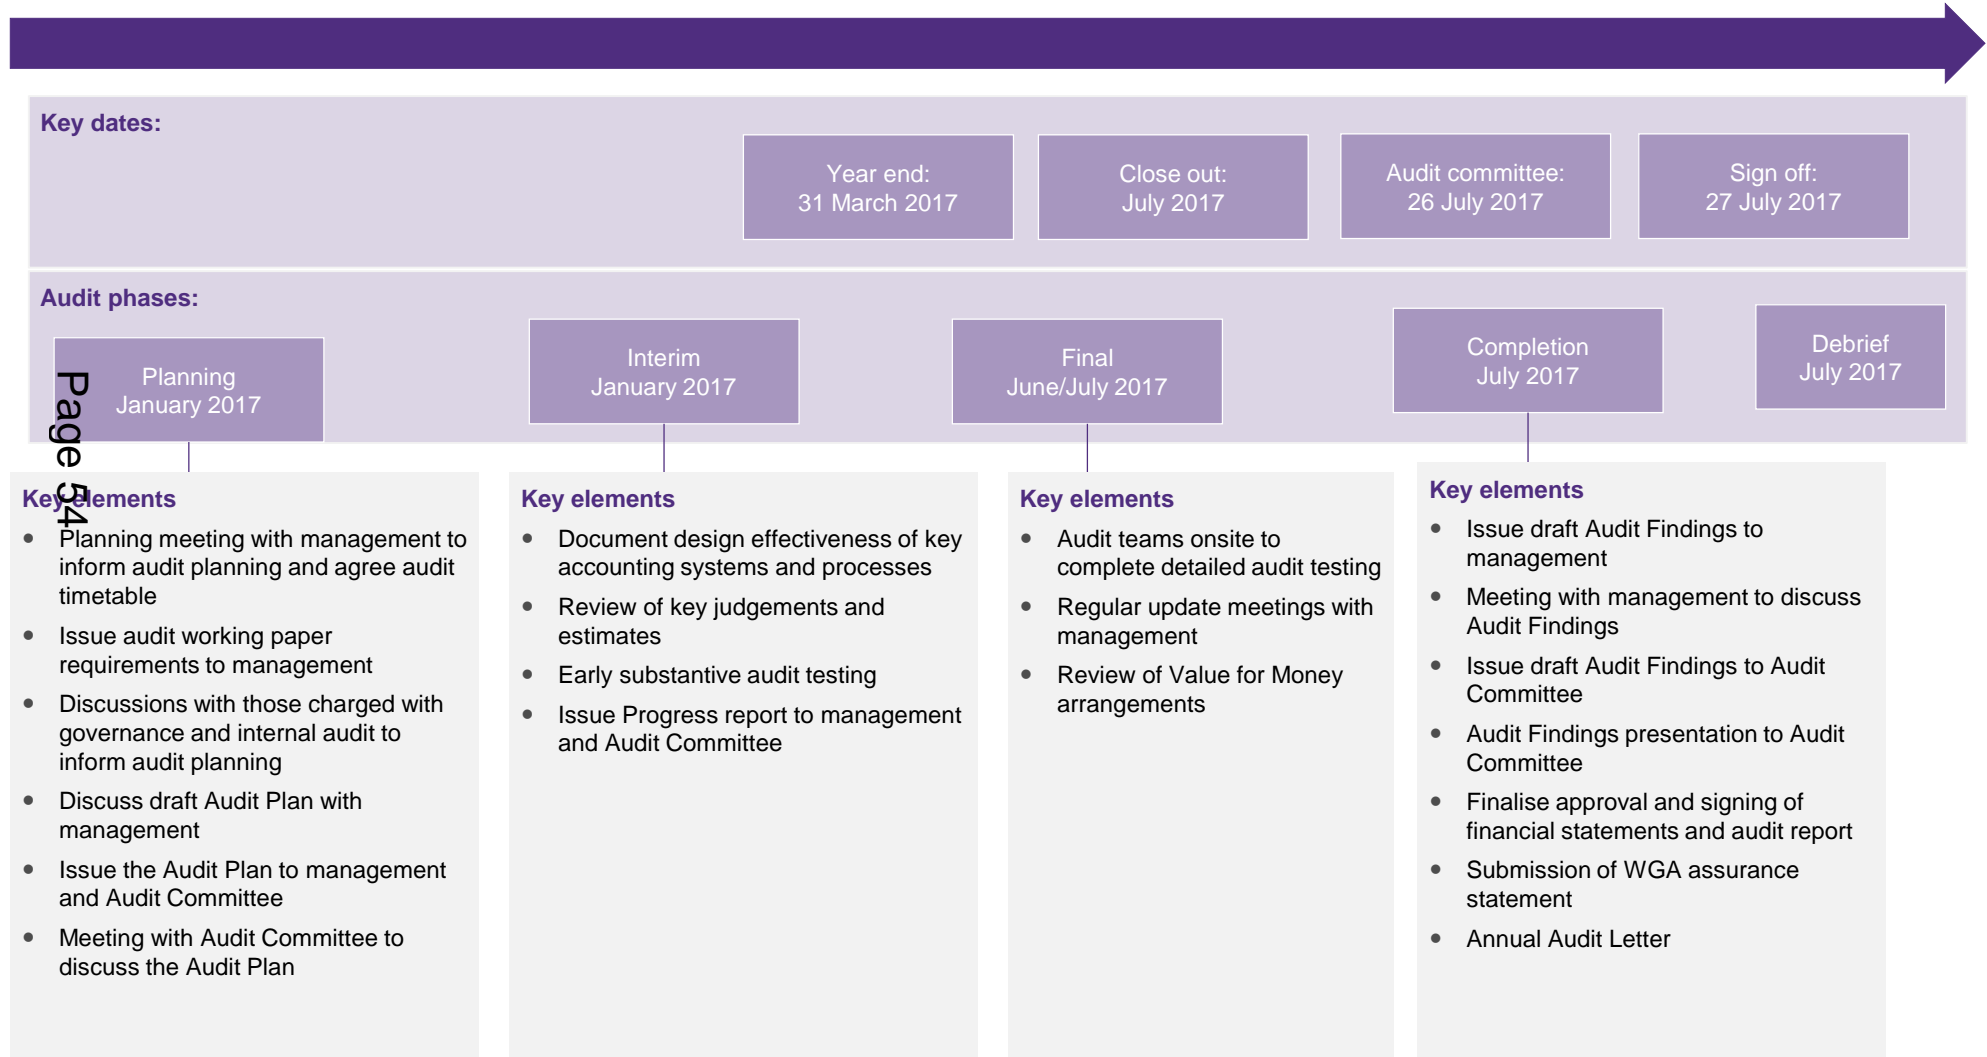 Key dates:
Year end:
31 March 2017
Close out:
July 2017
Audit committee:
26 July 2017
Sign off:
27 July 2017
Audit phases:
Planning
January 2017
Interim
January 2017
Final
June/July 2017
Completion
July 2017
Debrief
July 2017
Page 54
Key elements
• Planning meeting with management to
inform audit planning and agree audit
timetable
• Issue audit working paper
requirements to management
• Discussions with those charged with
governance and internal audit to
inform audit planning
• Discuss draft Audit Plan with
management
• Issue the Audit Plan to management
and Audit Committee
• Meeting with Audit Committee to
discuss the Audit Plan
Key elements
• Document design effectiveness of key
accounting systems and processes
• Review of key judgements and
estimates
• Early substantive audit testing
• Issue Progress report to management
and Audit Committee
Key elements
• Audit teams onsite to
complete detailed audit testing
• Regular update meetings with
management
• Review of Value for Money
arrangements
Key elements
• Issue draft Audit Findings to
management
• Meeting with management to discuss
Audit Findings
• Issue draft Audit Findings to Audit
Committee
• Audit Findings presentation to Audit
Committee
• Finalise approval and signing of
financial statements and audit report
• Submission of WGA assurance
statement
• Annual Audit Letter